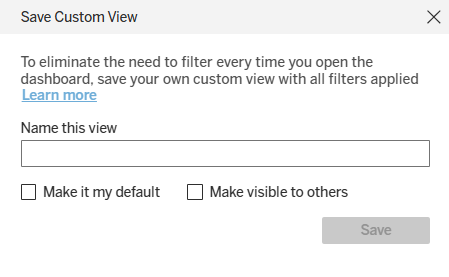 Save Custom View
To eliminate the need to filter every time you open the
dashboard, save your own custom view with all filters applied
Learn more
Name this view
Make it my default
Make visible to others
Save